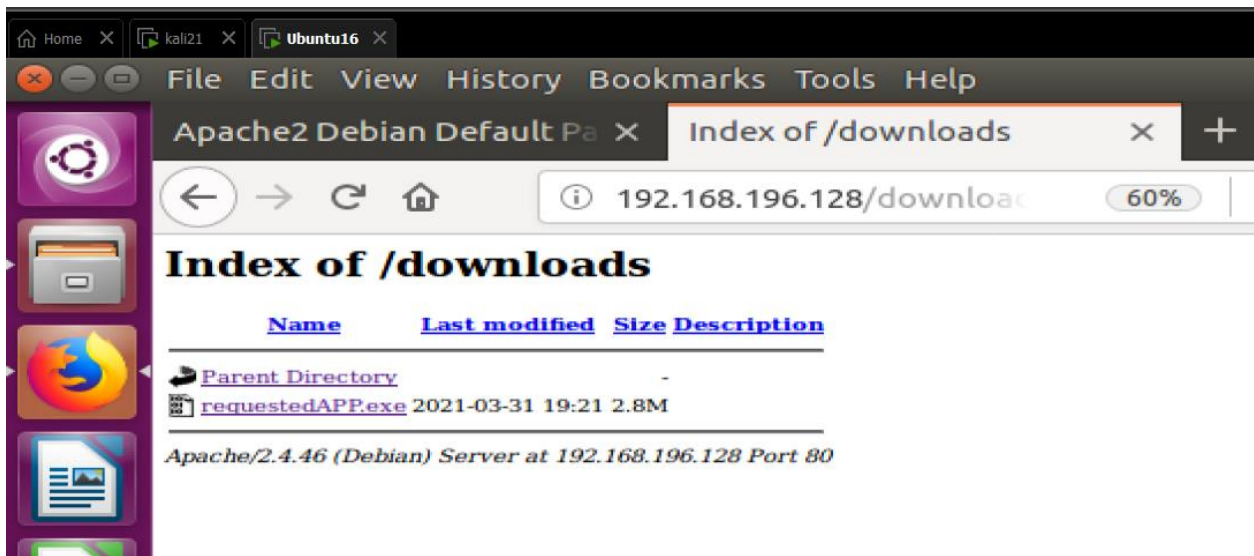 Home kali21 Ubuntu16
File Edit View History Bookmarks Tools Help
Apache2 Debian Default Pa Index of /downloads
192.168.196.128/downloa 60%
Index of /downloads
Name Last modified Size Description
Parent Directory -
requestedAPP.exe 2021-03-31 19:21 2.8M
Apache/2.4.46 (Debian) Server at 192.168.196.128 Port 80